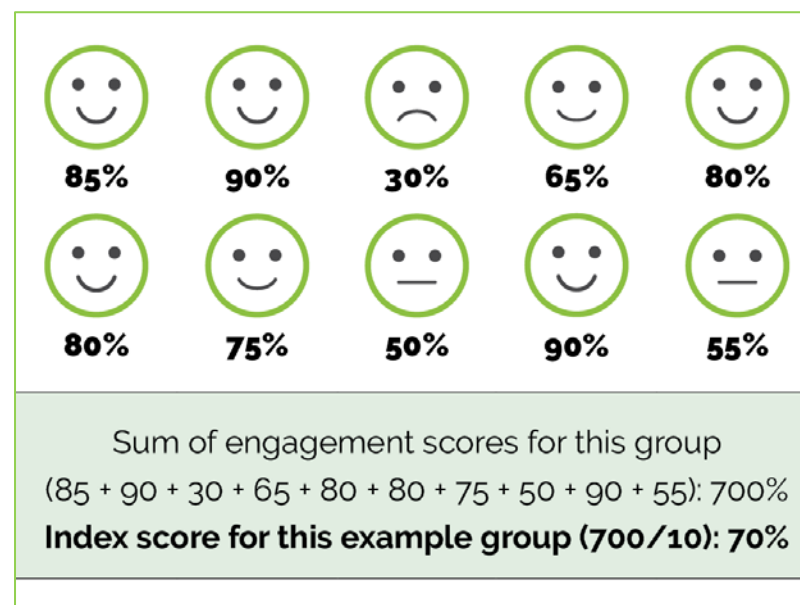 85% 90% 30% 65% 80%
80% 75% 50% 90% 55%
Sum of engagement scores for this group
(85 + 90 + 30 + 65 + 80 + 80 + 75 + 50 + 90 + 55): 700%
Index score for this example group (700/10): 70%